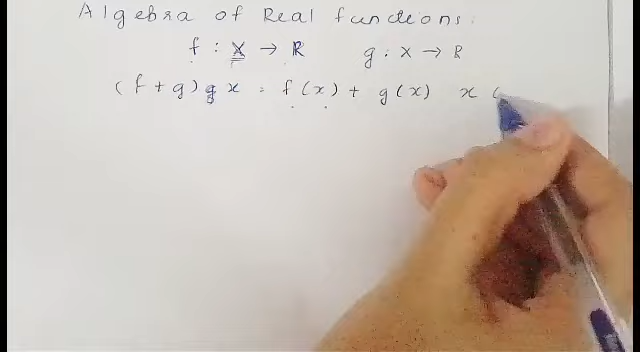 Algebra of Real functions.
f : X → R g : X → R
(f + g) x = f(x) + g(x) x